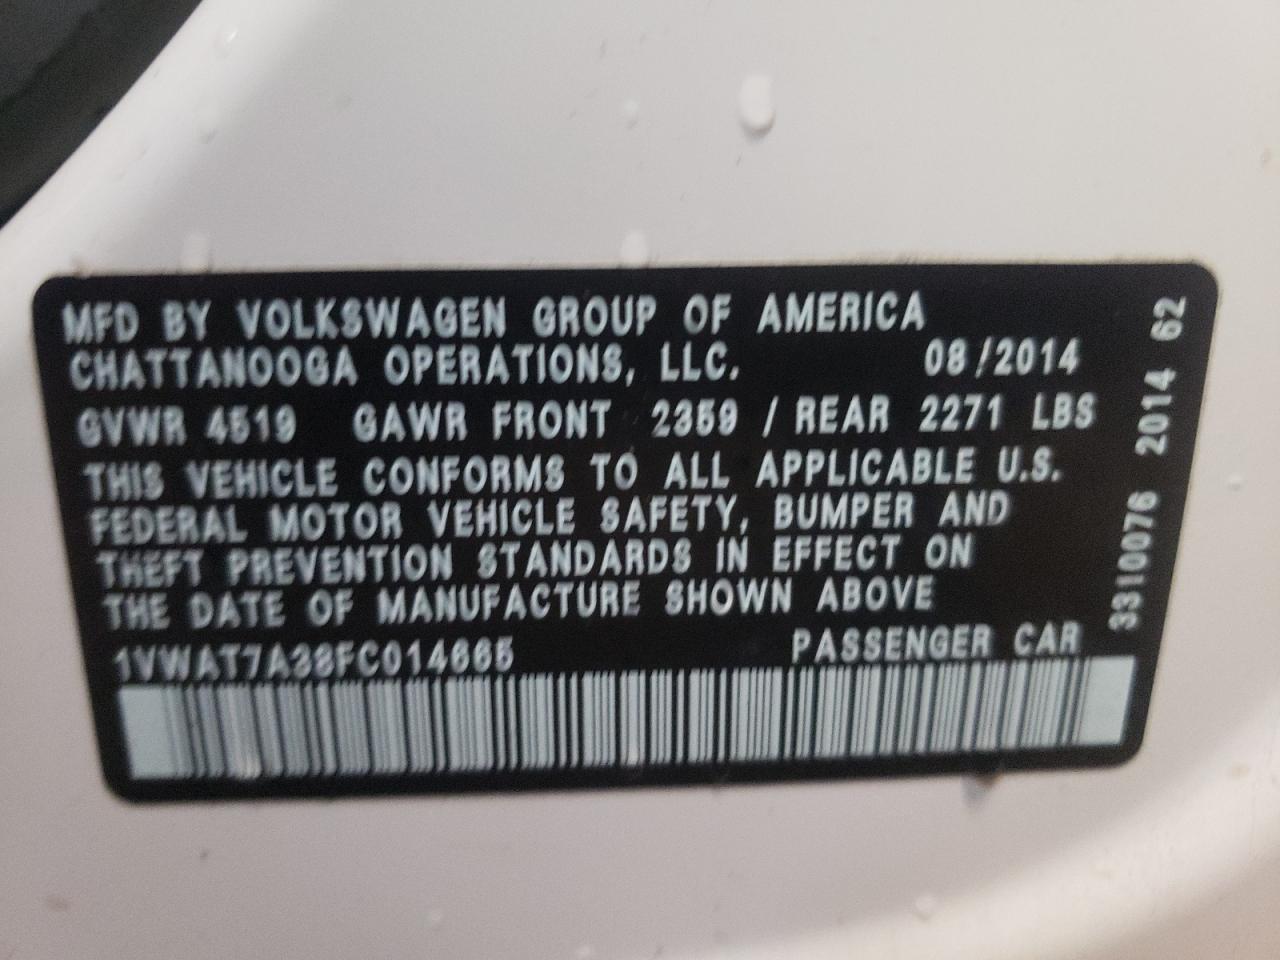 MFD BY VOLKSWAGEN GROUP OF AMERICA
CHATTANOOGA OPERATIONS, LLC. 08/2014
GVWR 4519 GAWR FRONT 2359 / REAR 2271 LBS
THIS VEHICLE CONFORMS TO ALL APPLICABLE U.S.
FEDERAL MOTOR VEHICLE SAFETY, BUMPER AND
THEFT PREVENTION STANDARDS IN EFFECT ON
THE DATE OF MANUFACTURE SHOWN ABOVE
1VWAT7A38FC014665 PASSENGER CAR
3310076 2014 62